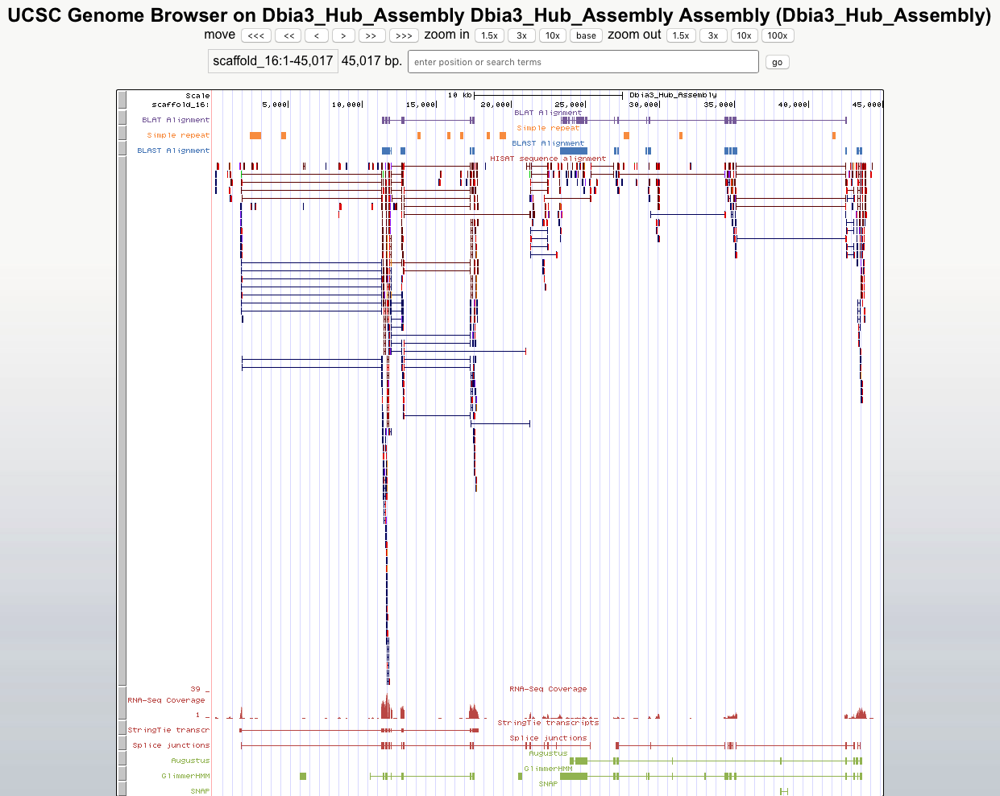 UCSC Genome Browser on Dbia3_Hub_Assembly Dbia3_Hub_Assembly Assembly (Dbia3_Hub_Assembly)
move <<< << < > >> >>> zoom in 1.5x 3x 10x base zoom out 1.5x 3x 10x 100x
scaffold_16:1-45,017 45,017 bp. enter position or search terms go
Scale 10 kb Dbia3_Hub_Assembly
scaffold_16: 5,000 10,000 15,000 20,000 25,000 30,000 35,000 40,000 45,000
BLAT Alignment
BLAT Alignment
Simple repeat
Simple repeat
BLAST Alignment
BLAST Alignment
HISAT sequence alignment
39 _ RNA-Seq Coverage
RNA-Seq Coverage
1 _
StringTie transcripts
StringTie transcr
Splice junctions
Splice junctions
Augustus
Augustus
GlimmerHMM
GlimmerHMM
SNAP
SNAP